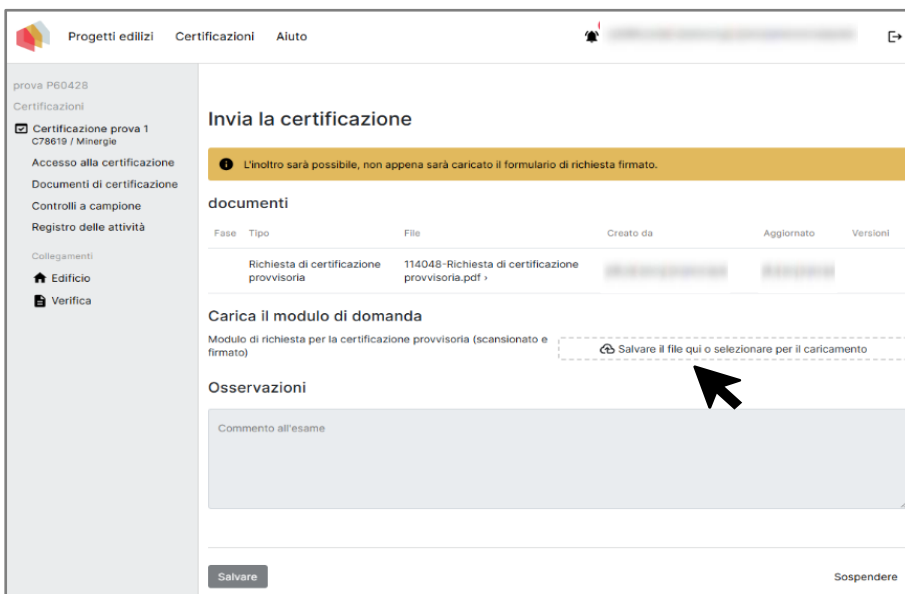 Progetti edilizi Certificazioni Aiuto
prova P60428
Certificazioni
Certificazione prova 1
C78619 / Minergie
Accesso alla certificazione
Documenti di certificazione
Controlli a campione
Registro delle attività
Collegamenti
Edificio
Verifica
Invia la certificazione
L'inoltro sarà possibile, non appena sarà caricato il formulario di richiesta firmato.
documenti
Fase Tipo File Creato da Aggiornato Versioni
Richiesta di certificazione 114048-Richiesta di certificazione
provvisoria provvisoria.pdf ›
Carica il modulo di domanda
Modulo di richiesta per la certificazione provvisoria (scansionato e
firmato)
Salvare il file qui o selezionare per il caricamento
Osservazioni
Commento all'esame
Salvare Sospendere